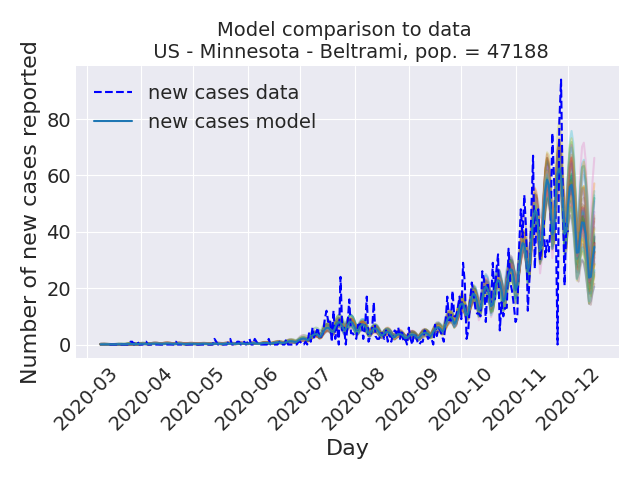 Model comparison to data
US - Minnesota - Beltrami, pop. = 47188
Number of new cases reported
80
60
40
20
0
new cases data
new cases model
2020-03
2020-04
2020-05
2020-06
2020-07
2020-08
2020-09
2020-10
2020-11
2020-12
Day